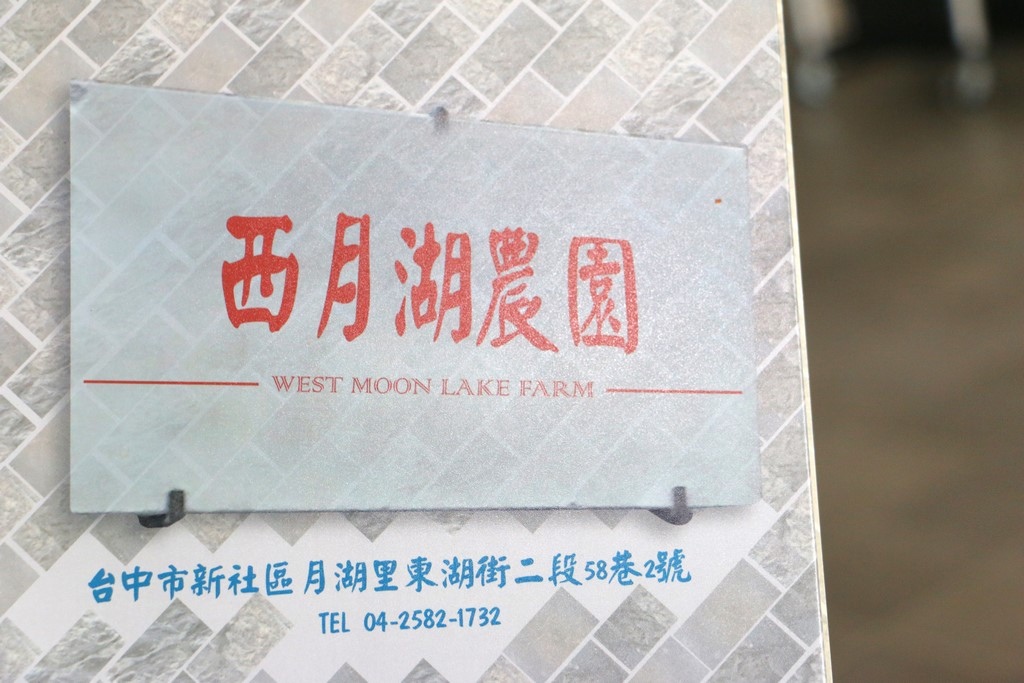 西月湖農園
WEST MOON LAKE FARM
台中市新社區月湖里東湖街二段58巷2號
TEL 04-2582-1732